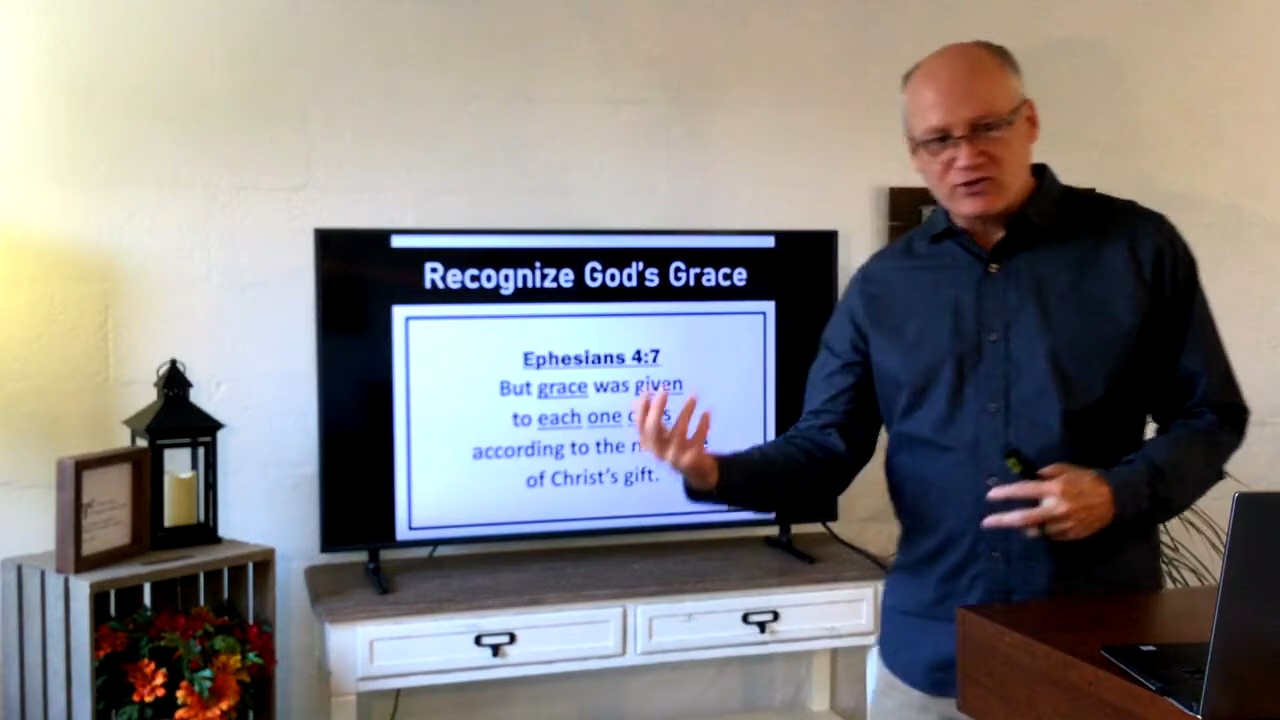 Recognize God's Grace
Ephesians 4:7
But grace was given
to each one
according to the
of Christ's gift.